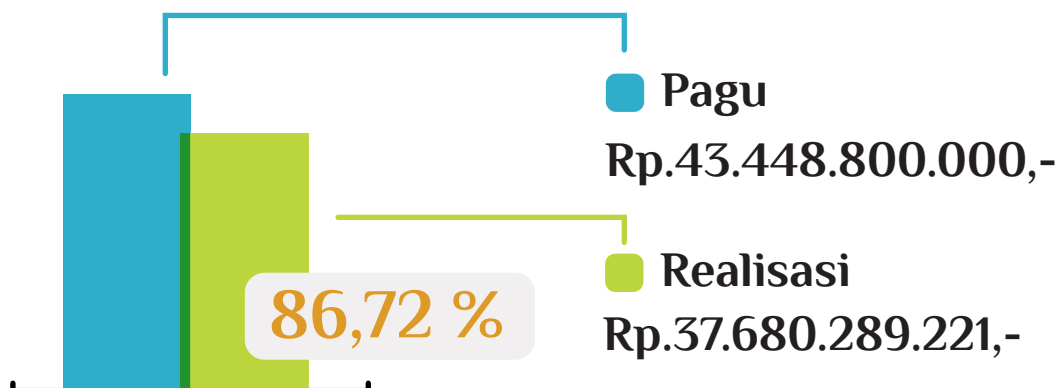 Pagu
Rp.43.448.800.000,-
Realisasi
Rp.37.680.289.221,-
86,72 %